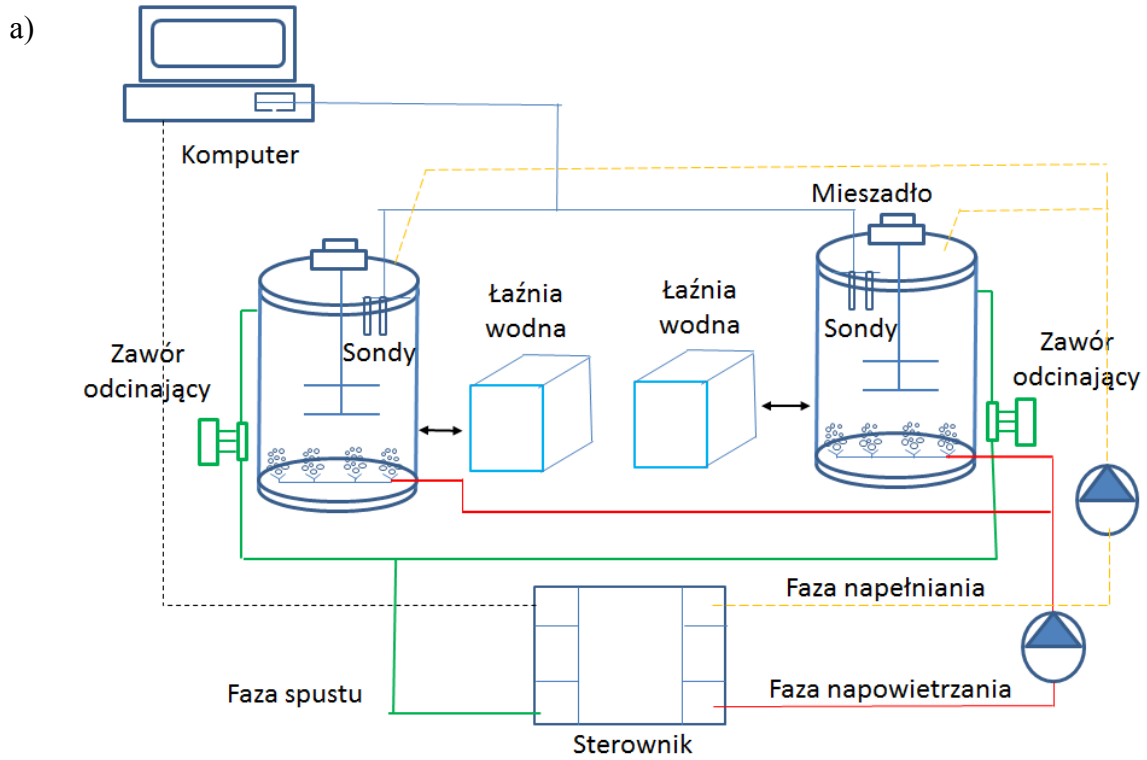 a)
Komputer
Mieszadło
Łaźnia
wodna
Łaźnia
wodna
Sondy
Sondy
Zawór
odcinający
Zawór
odcinający
Faza napełniania
Faza spustu
Faza napowietrzania
Sterownik